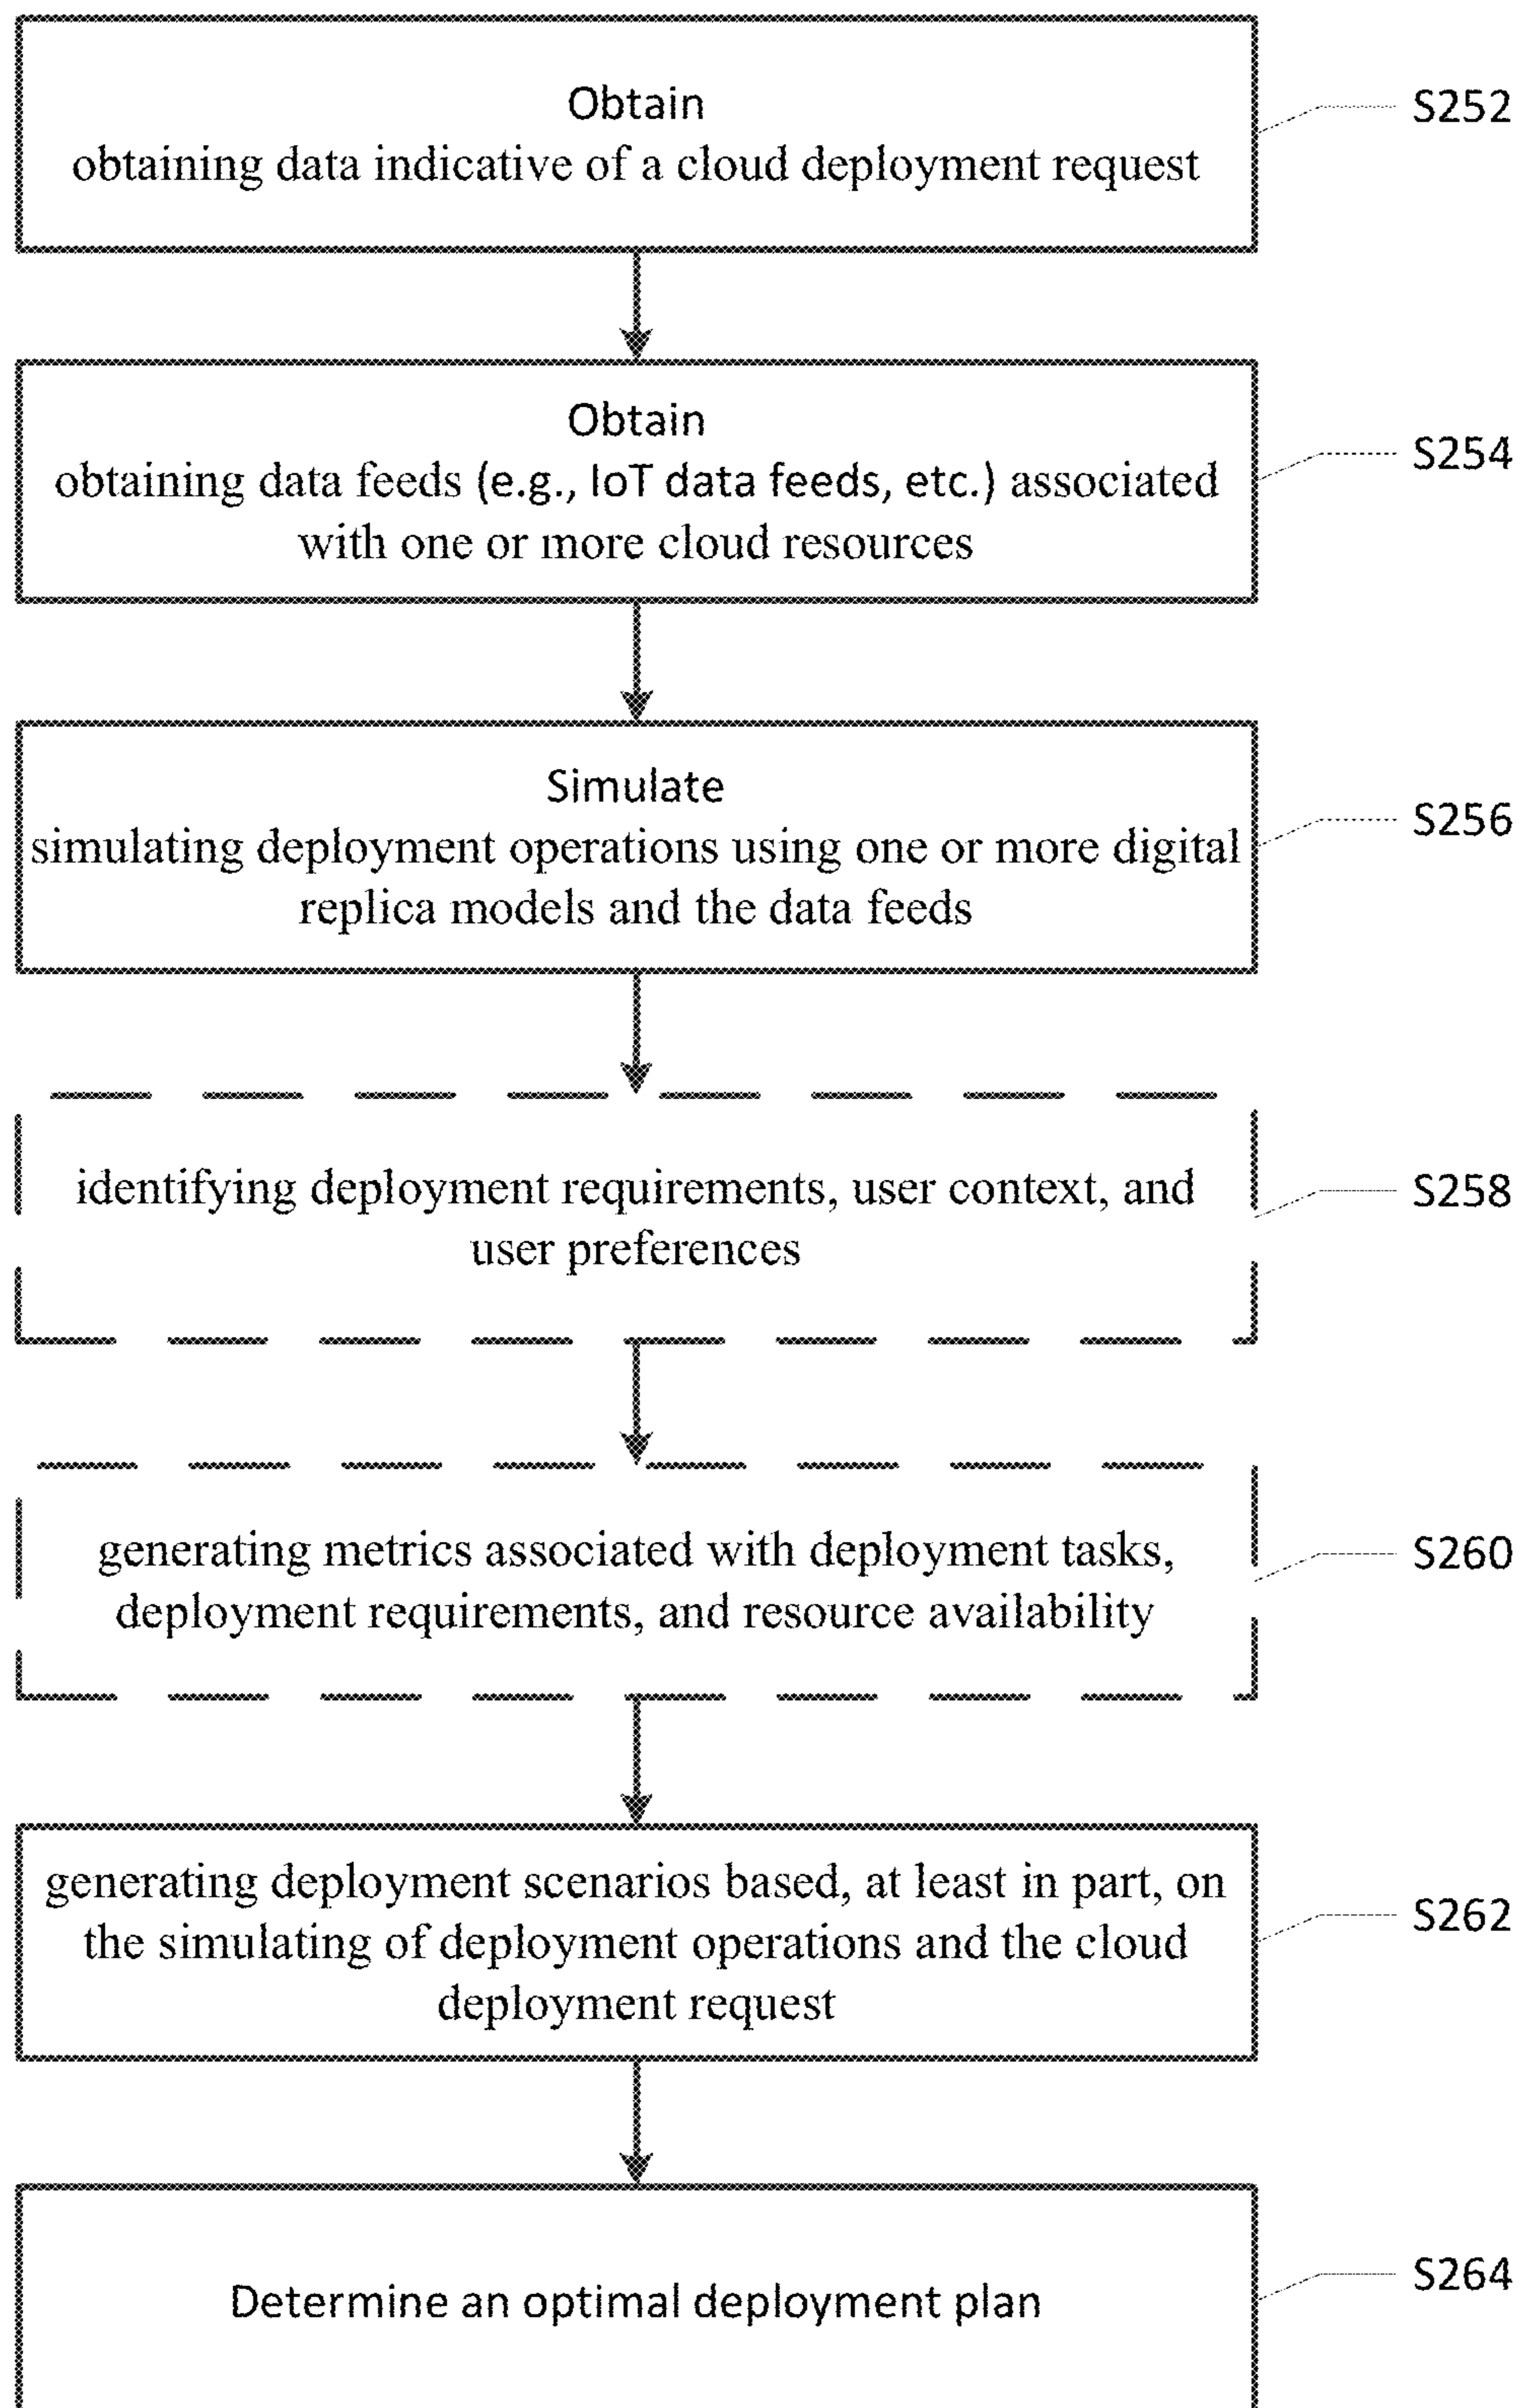 Obtain
obtaining data indicative of a cloud deployment request
S252
Obtain
obtaining data feeds (e.g., IoT data feeds, etc.) associated
with one or more cloud resources
S254
Simulate
simulating deployment operations using one or more digital
replica models and the data feeds
S256
identifying deployment requirements, user context, and
user preferences
S258
generating metrics associated with deployment tasks,
deployment requirements, and resource availability
S260
generating deployment scenarios based, at least in part, on
the simulating of deployment operations and the cloud
deployment request
S262
Determine an optimal deployment plan
S264